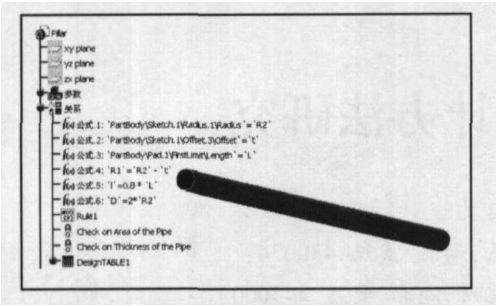 Pillar
xy plane
yz plane
zx plane
参数
关系
f(x) 公式.1: `PartBody\Sketch.1\Radius.1\Radius`=`R2`
f(x) 公式.2: `PartBody\Sketch.1\Offset.3\Offset`=`t`
f(x) 公式.3: `PartBody\Pad.1\FirstLimit\Length`=`L`
f(x) 公式.4: `R1`=`R2` - `t`
f(x) 公式.5: `l`=0.8* `L`
f(x) 公式.6: `D`=2*`R2`
Rule1
Check on Area of the Pipe
Check on Thickness of the Pipe
DesignTABLE1